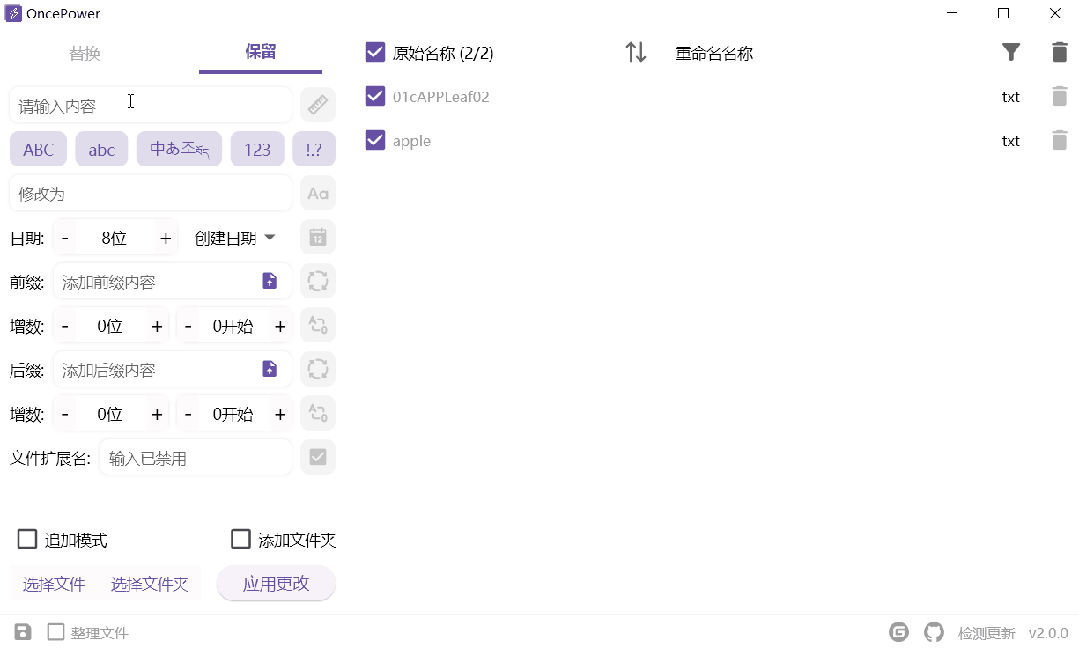 OncePower
替换 保留
原始名称 (2/2) 重命名名称
请输入内容
01cAPPLeaf02 txt
ABC abc 123 !?
apple txt
修改为 Aa
日期: - 8位 + 创建日期 12
前缀: 添加前缀内容
增数: - 0位 + - 0开始 +
后缀: 添加后缀内容
增数: - 0位 + - 0开始 +
文件扩展名: 输入已禁用
追加模式 添加文件夹
选择文件 选择文件夹 应用更改
整理文件 检测更新 v2.0.0